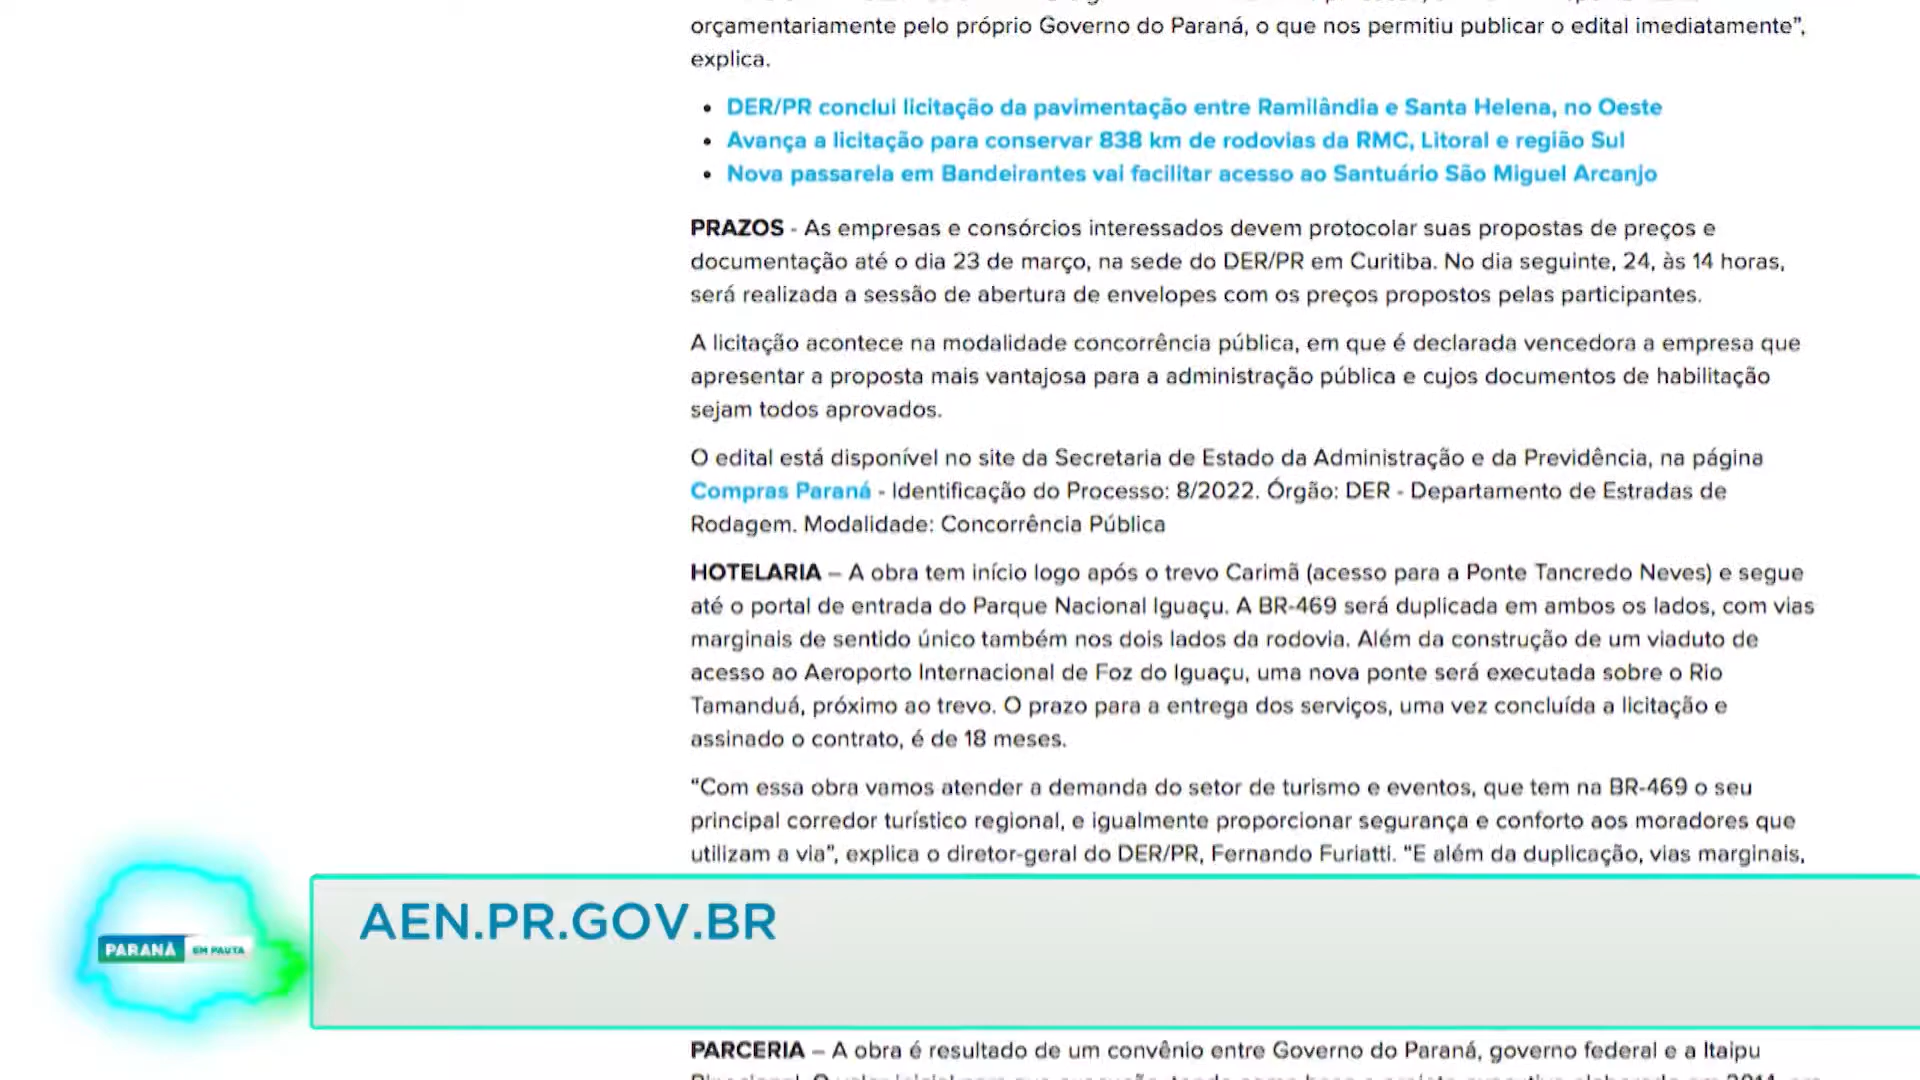 orçamentariamente pelo próprio Governo do Paraná, o que nos permitiu publicar o edital imediatamente”,
explica.
• DER/PR conclui licitação da pavimentação entre Ramilândia e Santa Helena, no Oeste
• Avança a licitação para conservar 838 km de rodovias da RMC, Litoral e região Sul
• Nova passarela em Bandeirantes vai facilitar acesso ao Santuário São Miguel Arcanjo
PRAZOS - As empresas e consórcios interessados devem protocolar suas propostas de preços e
documentação até o dia 23 de março, na sede do DER/PR em Curitiba. No dia seguinte, 24, às 14 horas,
será realizada a sessão de abertura de envelopes com os preços propostos pelas participantes.
A licitação acontece na modalidade concorrência pública, em que é declarada vencedora a empresa que
apresentar a proposta mais vantajosa para a administração pública e cujos documentos de habilitação
sejam todos aprovados.
O edital está disponível no site da Secretaria de Estado da Administração e da Previdência, na página
Compras Paraná - Identificação do Processo: 8/2022. Órgão: DER - Departamento de Estradas de
Rodagem. Modalidade: Concorrência Pública
HOTELARIA – A obra tem início logo após o trevo Carimã (acesso para a Ponte Tancredo Neves) e segue
até o portal de entrada do Parque Nacional Iguaçu. A BR-469 será duplicada em ambos os lados, com vias
marginais de sentido único também nos dois lados da rodovia. Além da construção de um viaduto de
acesso ao Aeroporto Internacional de Foz do Iguaçu, uma nova ponte será executada sobre o Rio
Tamanduá, próximo ao trevo. O prazo para a entrega dos serviços, uma vez concluída a licitação e
assinado o contrato, é de 18 meses.
“Com essa obra vamos atender a demanda do setor de turismo e eventos, que tem na BR-469 o seu
principal corredor turístico regional, e igualmente proporcionar segurança e conforto aos moradores que
utilizam a via”, explica o diretor-geral do DER/PR, Fernando Furiatti. “E além da duplicação, vias marginais,
AEN.PR.GOV.BR
PARANÁ EM PAUTA
PARCERIA – A obra é resultado de um convênio entre Governo do Paraná, governo federal e a Itaipu